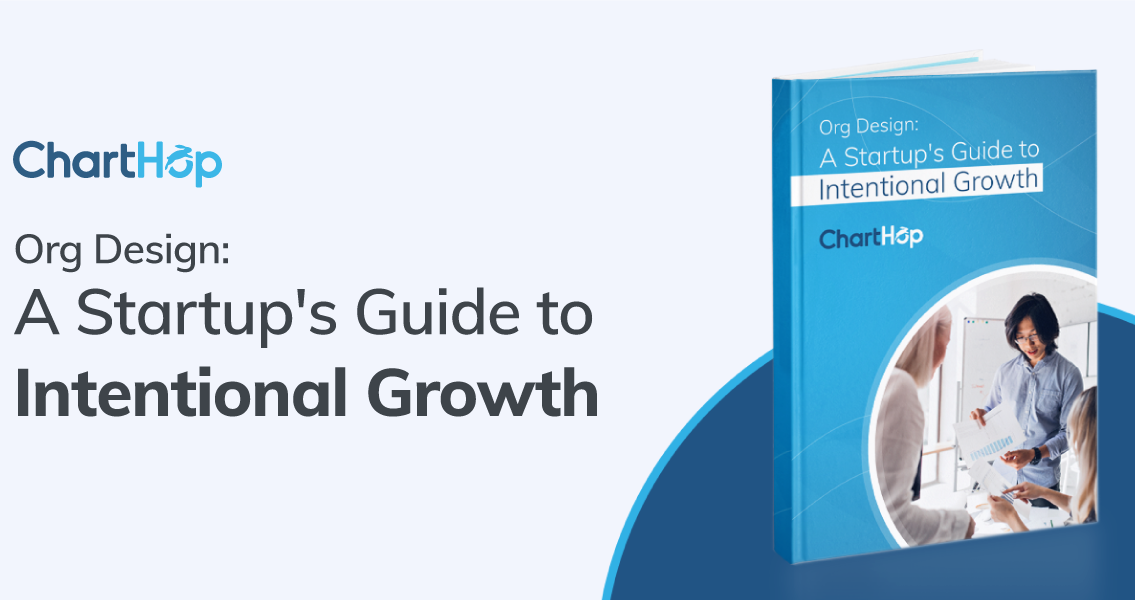 ChartHop
Org Design:
A Startup's Guide to
Intentional Growth
Org Design:
A Startup's Guide to
Intentional Growth
ChartHop